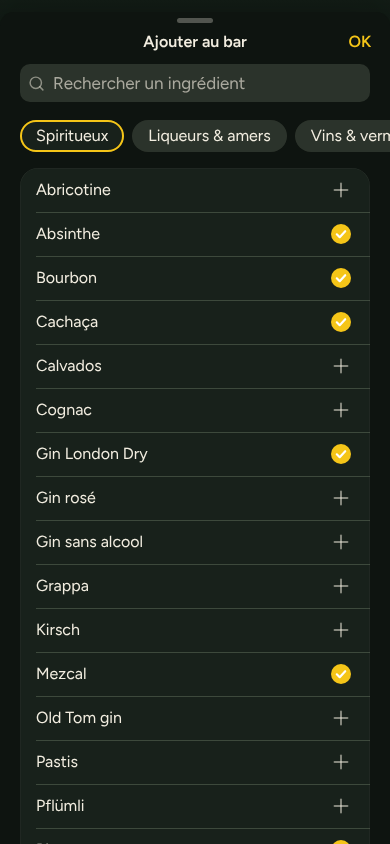 Ajouter au bar
OK
Rechercher un ingrédient
Spiritueux
Liqueurs & amers
Vins & verm
Abricotine
Absinthe
Bourbon
Cachaça
Calvados
Cognac
Gin London Dry
Gin rosé
Gin sans alcool
Grappa
Kirsch
Mezcal
Old Tom gin
Pastis
Pflümli